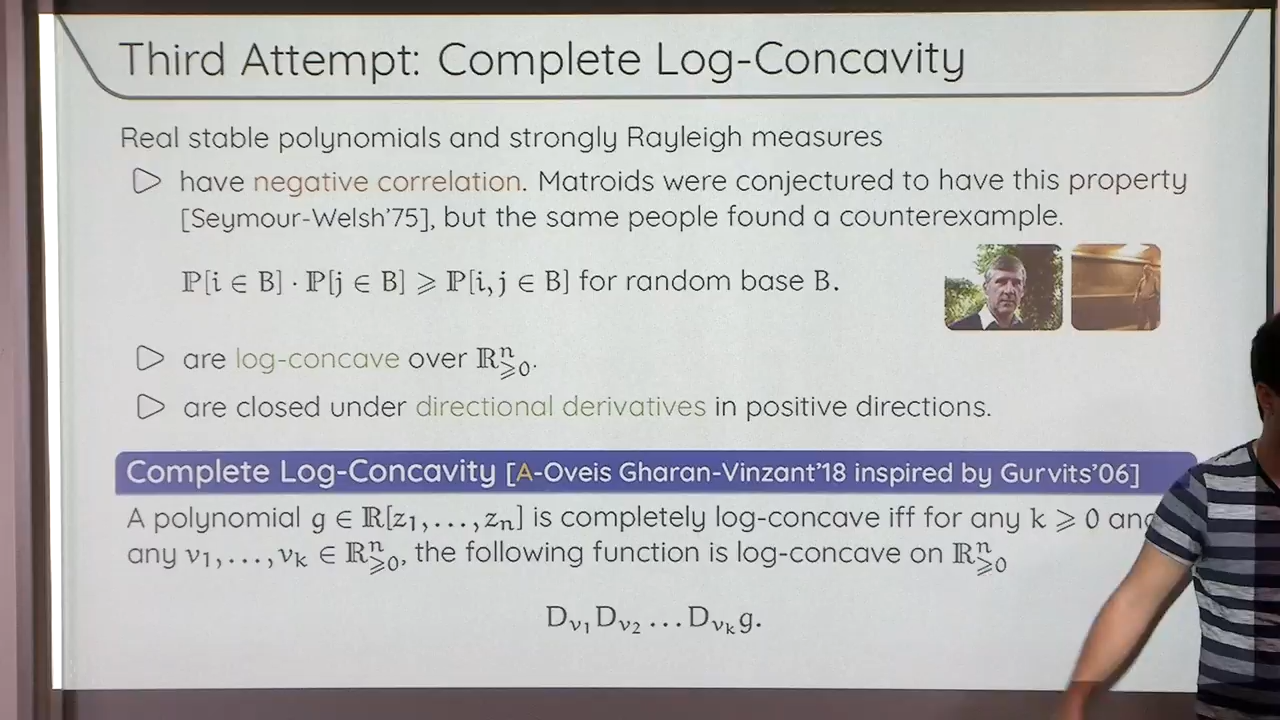 Third Attempt: Complete Log-Concavity
Real stable polynomials and strongly Rayleigh measures
▷ have negative correlation. Matroids were conjectured to have this property
[Seymour-Welsh'75], but the same people found a counterexample.
ℙ[i ∈ B] · ℙ[j ∈ B] ⩾ ℙ[i, j ∈ B] for random base B.
▷ are log-concave over ℝⁿ⩾₀.
▷ are closed under directional derivatives in positive directions.
Complete Log-Concavity [A-Oveis Gharan-Vinzant'18 inspired by Gurvits'06]
A polynomial g ∈ ℝ[z₁, . . . , zₙ] is completely log-concave iff for any k ⩾ 0 and
any v₁, . . . , vₖ ∈ ℝⁿ⩾₀, the following function is log-concave on ℝⁿ⩾₀
D_{v₁} D_{v₂} . . . D_{vₖ} g.